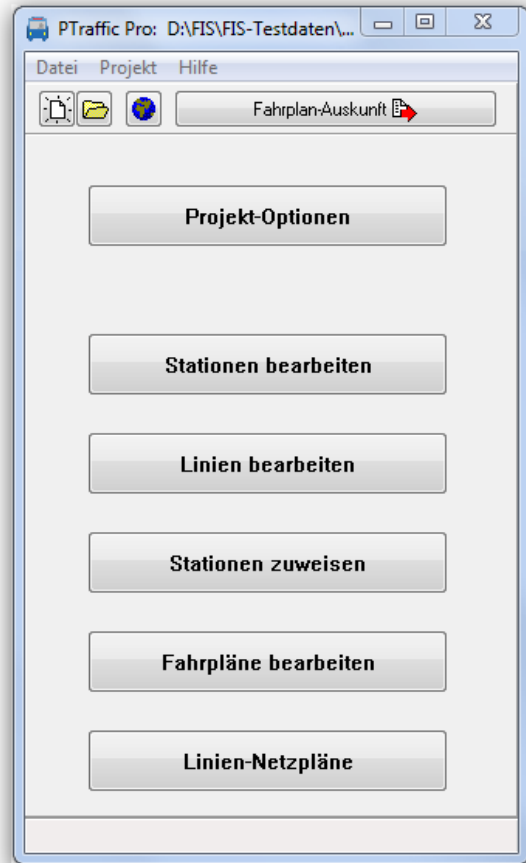 PTraffic Pro: D:\FIS\FIS-Testdaten\...
Datei Projekt Hilfe
Fahrplan-Auskunft
Projekt-Optionen
Stationen bearbeiten
Linien bearbeiten
Stationen zuweisen
Fahrpläne bearbeiten
Linien-Netzpläne